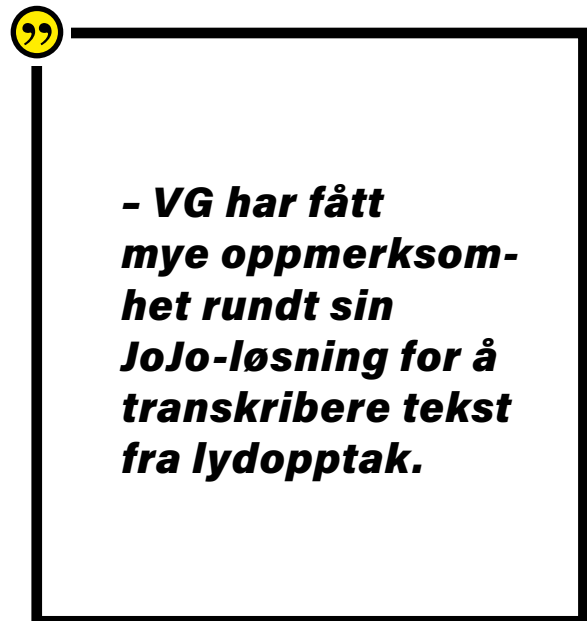 – VG har fått
mye oppmerksom-
het rundt sin
JoJo-løsning for å
transkribere tekst
fra lydopptak.